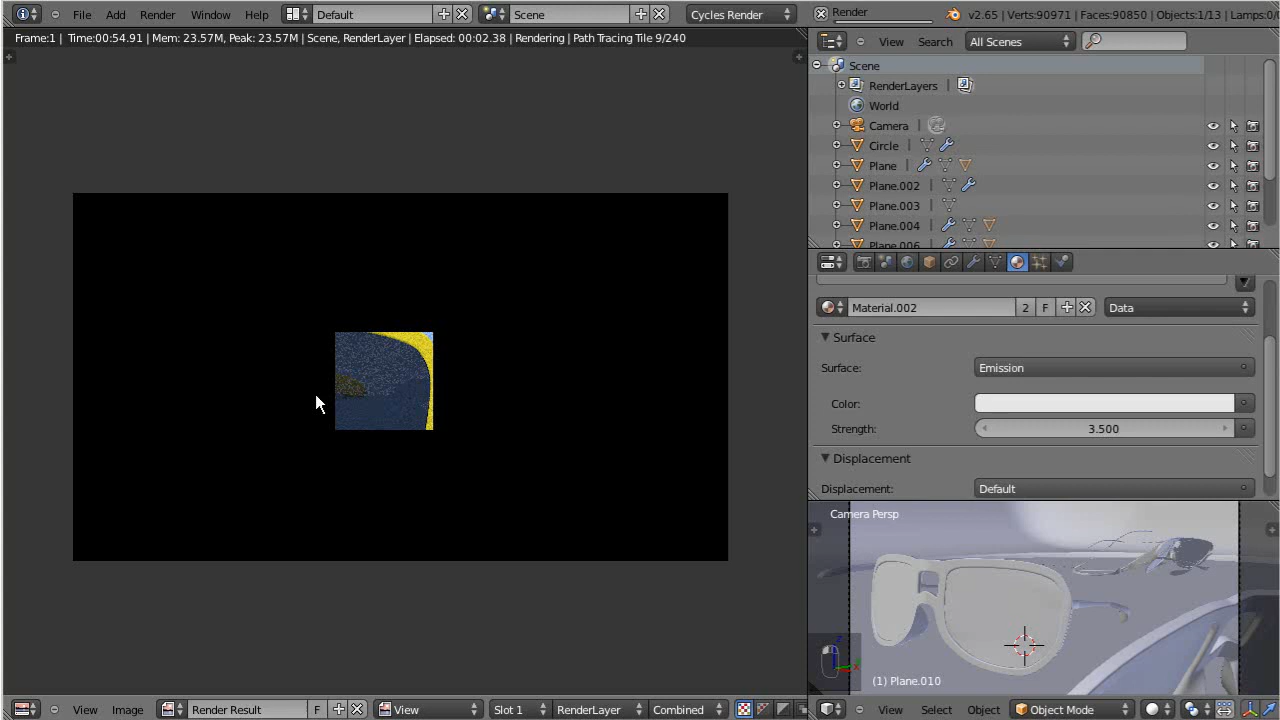 File Add Render Window Help Default Scene Cycles Render Render v2.65 | Verts:90971 | Faces:90850 | Objects:1/13 | Lamps:0/
Frame:1 | Time:00:54.91 | Mem: 23.57M, Peak: 23.57M | Scene, RenderLayer | Elapsed: 00:02.38 | Rendering | Path Tracing Tile 9/240
View Search All Scenes
Scene
RenderLayers
World
Camera
Circle
Plane
Plane.002
Plane.003
Plane.004
Plane.006
Material.002 2 F Data
Surface
Surface: Emission
Color:
Strength: 3.500
Displacement
Displacement: Default
Camera Persp
(1) Plane.010
View Image Render Result F View Slot 1 RenderLayer Combined
View Select Object Object Mode